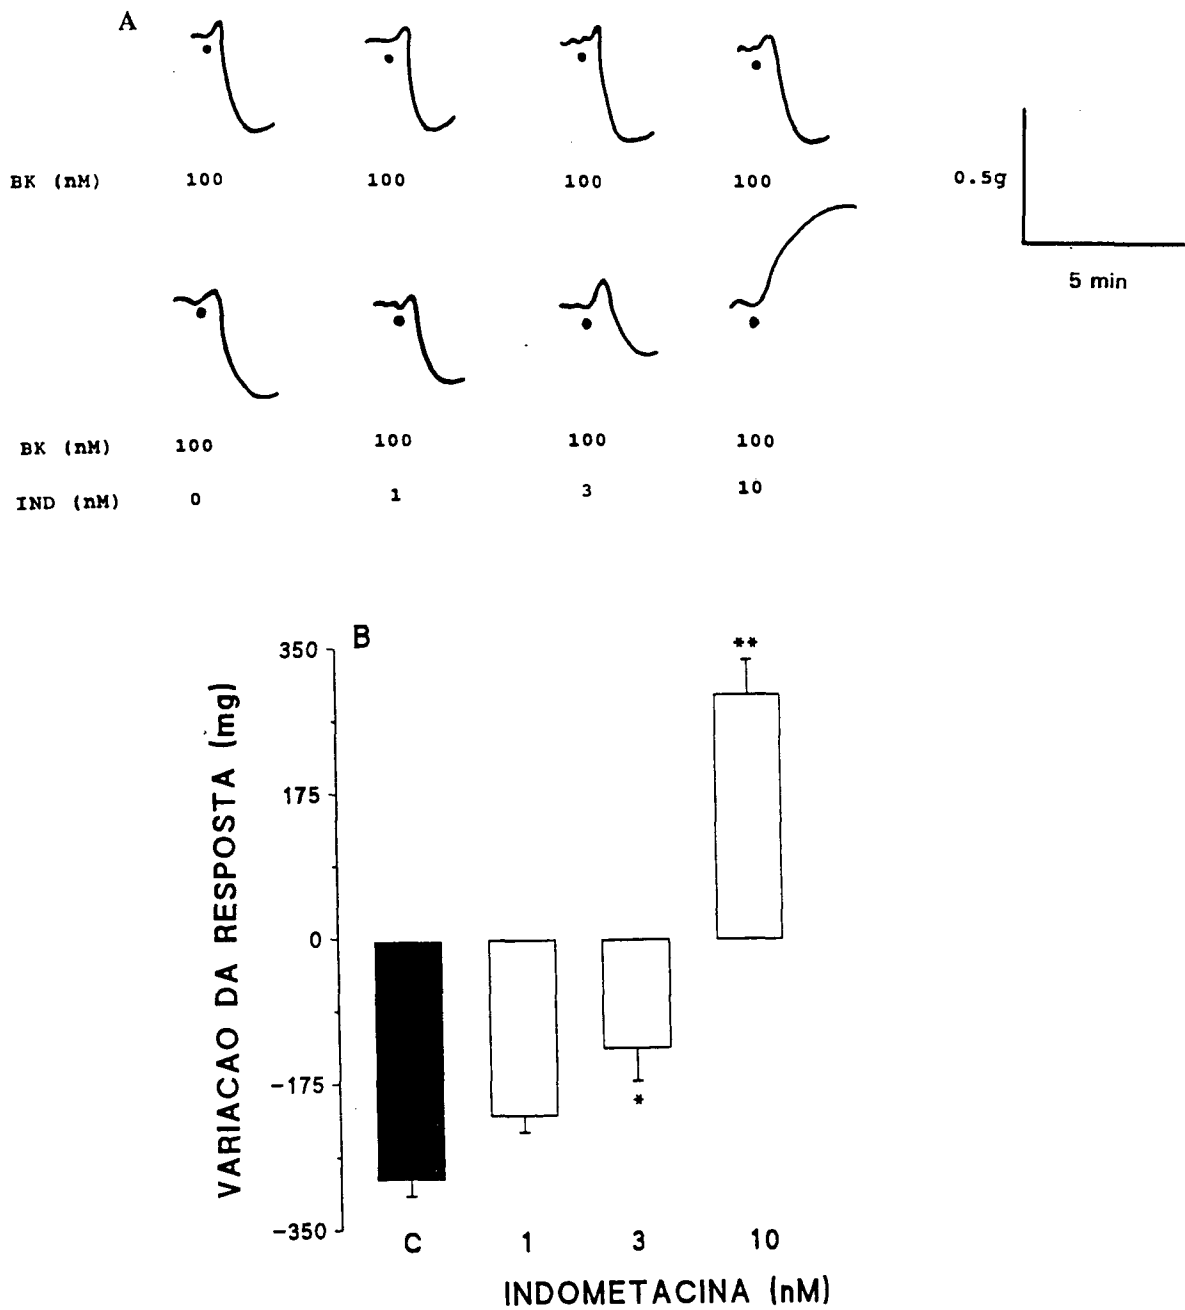 A
BK (nM) 100 100 100 100
0.5g
5 min
BK (nM) 100 100 100 100
IND (nM) 0 1 3 10
B
VARIACAO DA RESPOSTA (mg)
350
175
0
-175
-350
**
*
C 1 3 10
INDOMETACINA (nM)